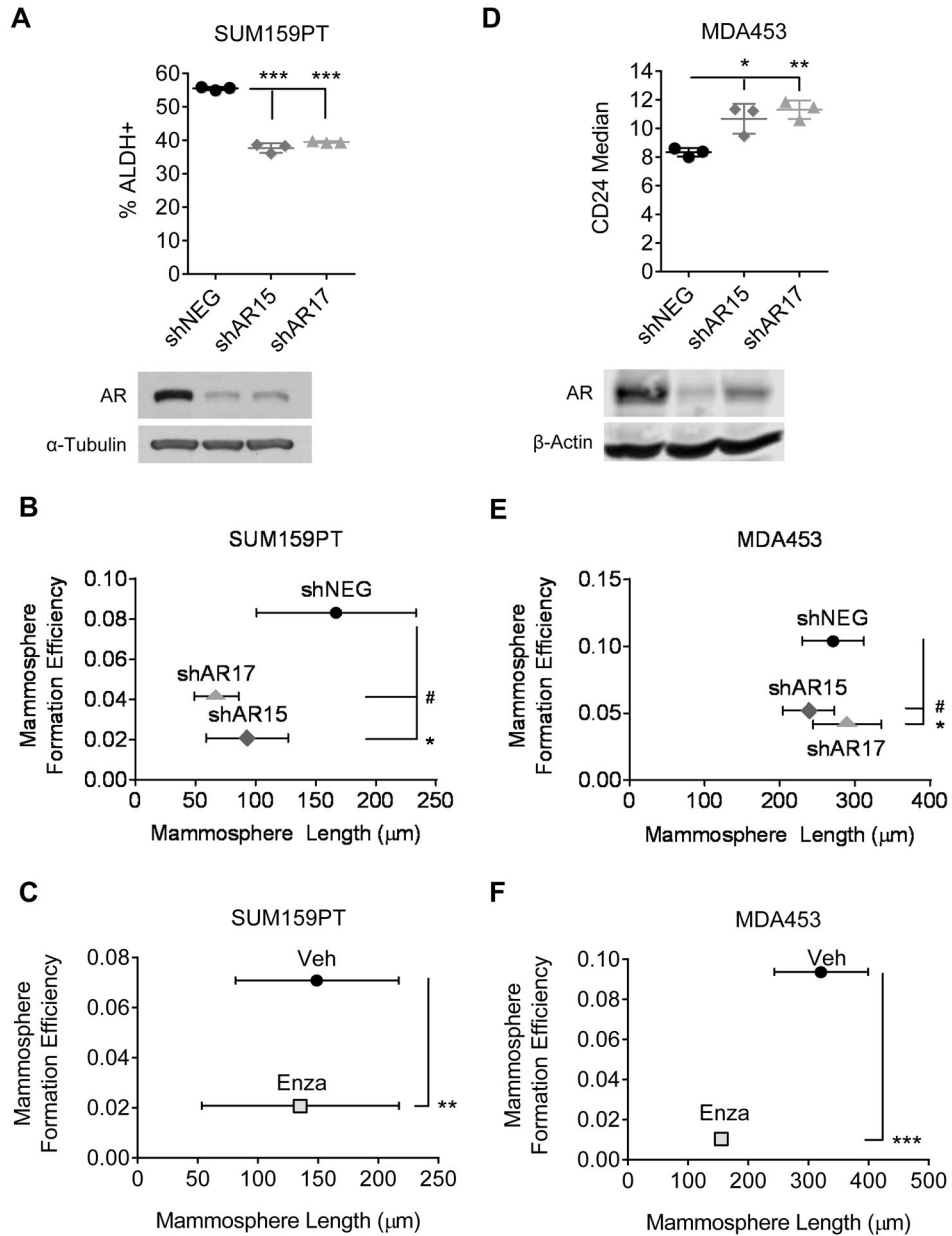 A
SUM159PT
*** ***
60
50
40
30
20
10
0
% ALDH+
shNEG
shAR15
shAR17
AR
α-Tubulin
D
MDA453
* **
14
12
10
8
6
4
2
0
CD24 Median
shNEG
shAR15
shAR17
AR
β-Actin
B
SUM159PT
Mammosphere
Formation Efficiency
0.10
0.08
0.06
0.04
0.02
0.00
shNEG
shAR17
shAR15
#
*
0 50 100 150 200 250
Mammosphere Length (μm)
E
MDA453
Mammosphere
Formation Efficiency
0.15
0.10
0.05
0.00
shNEG
shAR15
shAR17
#
*
0 100 200 300 400
Mammosphere Length (μm)
C
SUM159PT
Mammosphere
Formation Efficiency
0.08
0.06
0.04
0.02
0.00
Veh
Enza
**
0 50 100 150 200 250
Mammosphere Length (μm)
F
MDA453
Mammosphere
Formation Efficiency
0.10
0.08
0.06
0.04
0.02
0.00
Veh
Enza
***
0 100 200 300 400 500
Mammosphere Length (μm)